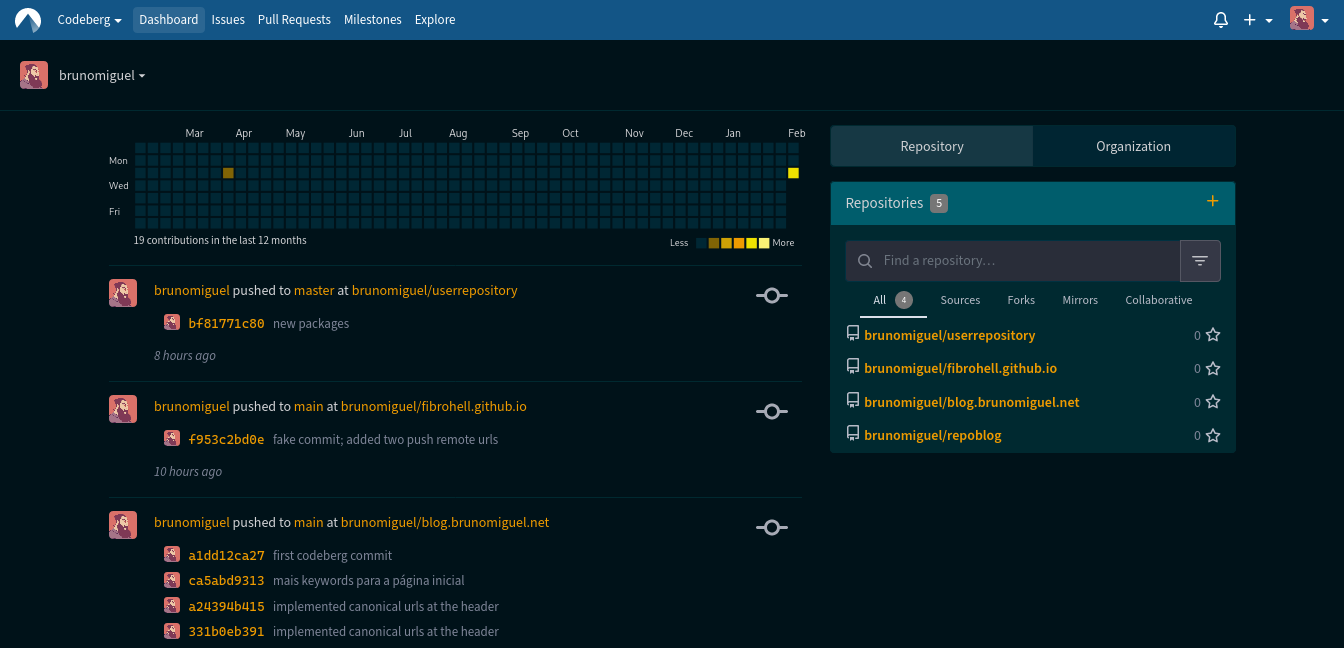 Codeberg Dashboard Issues Pull Requests Milestones Explore
brunomiguel
Mar Apr May Jun Jul Aug Sep Oct Nov Dec Jan Feb
Mon
Wed
Fri
19 contributions in the last 12 months Less More
brunomiguel pushed to master at brunomiguel/userrepository
bf81771c80 new packages
8 hours ago
brunomiguel pushed to main at brunomiguel/fibrohell.github.io
f953c2bd0e fake commit; added two push remote urls
10 hours ago
brunomiguel pushed to main at brunomiguel/blog.brunomiguel.net
a1dd12ca27 first codeberg commit
ca5abd9313 mais keywords para a página inicial
a24394b415 implemented canonical urls at the header
331b0eb391 implemented canonical urls at the header
Repository Organization
Repositories 5
Find a repository…
All 4 Sources Forks Mirrors Collaborative
brunomiguel/userrepository 0
brunomiguel/fibrohell.github.io 0
brunomiguel/blog.brunomiguel.net 0
brunomiguel/repoblog 0